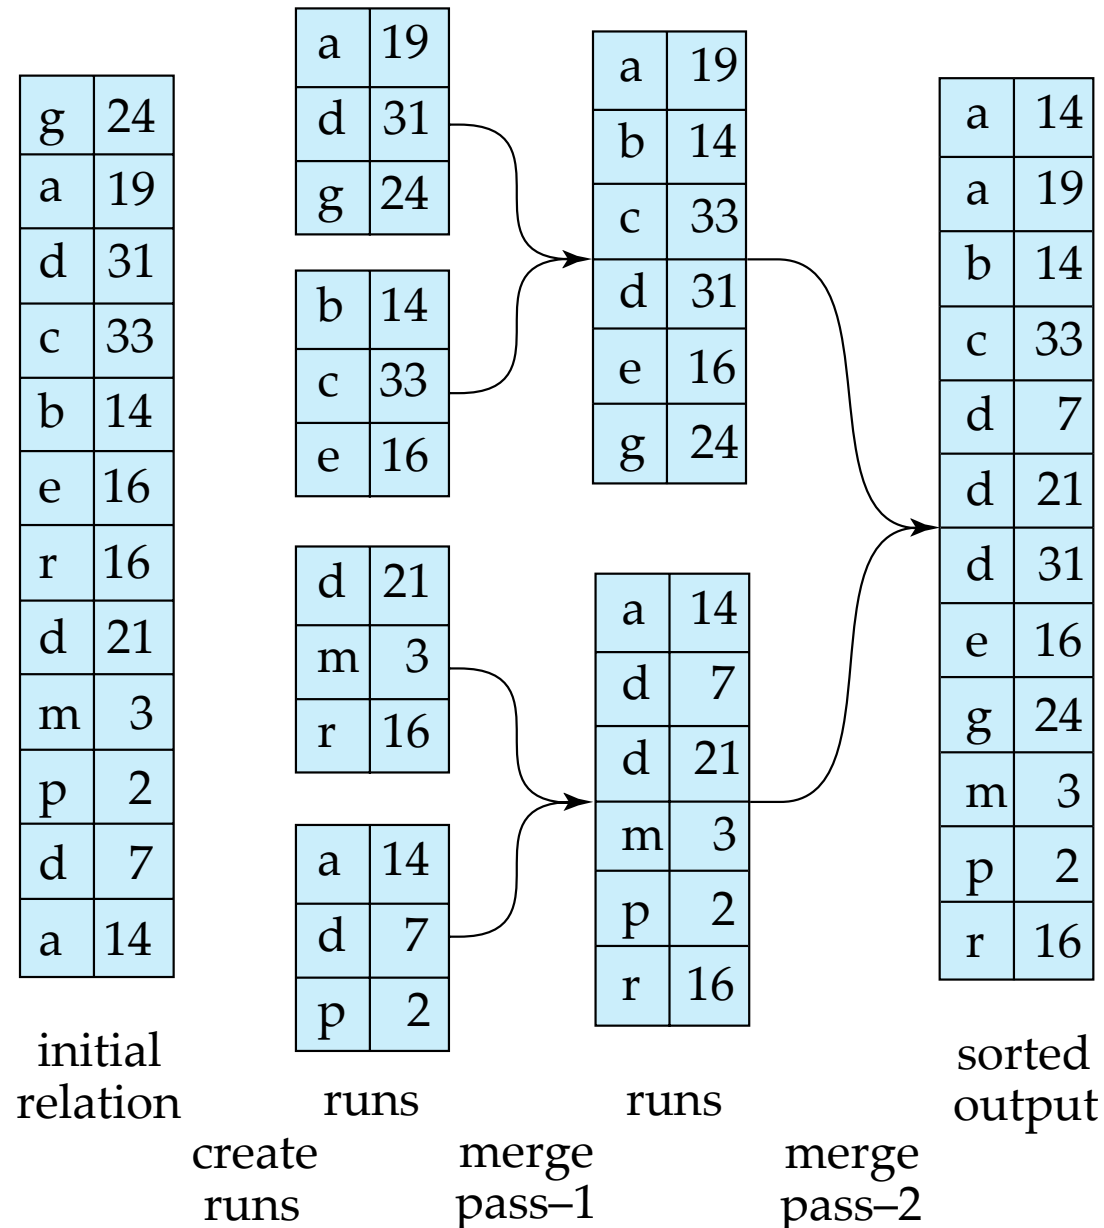 g 24
a 19
d 31
c 33
b 14
e 16
r 16
d 21
m 3
p 2
d 7
a 14
initial
relation
a 19
d 31
g 24
b 14
c 33
e 16
d 21
m 3
r 16
a 14
d 7
p 2
runs
a 19
b 14
c 33
d 31
e 16
g 24
a 14
d 7
d 21
m 3
p 2
r 16
runs
a 14
a 19
b 14
c 33
d 7
d 21
d 31
e 16
g 24
m 3
p 2
r 16
sorted
output
create
runs
merge
pass–1
merge
pass–2